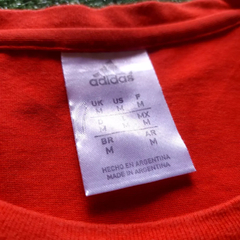 adidas
UK US F
M M M
D MX
M M
BR AR
M M
HECHO EN ARGENTINA
MADE IN ARGENTINA